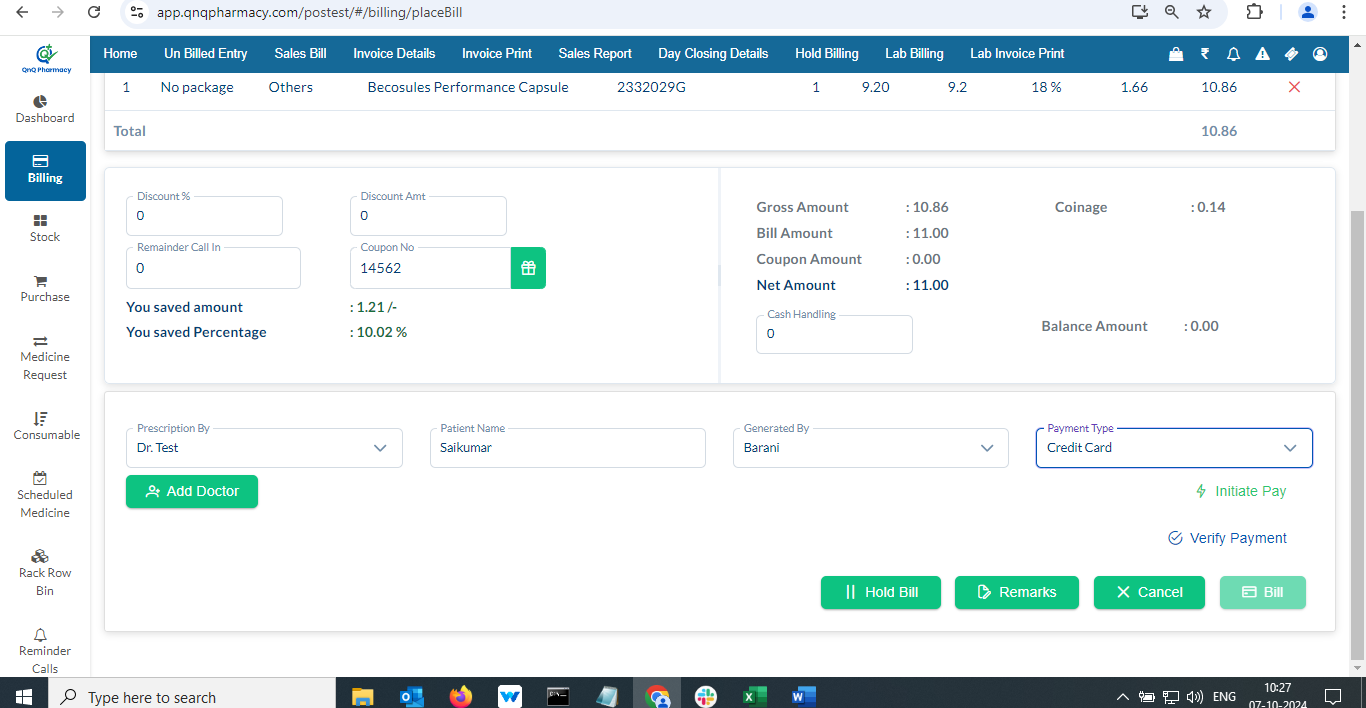 app.qnqpharmacy.com/postest/#/billing/placeBill
QnQ Pharmacy
Home Un Billed Entry Sales Bill Invoice Details Invoice Print Sales Report Day Closing Details Hold Billing Lab Billing Lab Invoice Print
1 No package Others Becosules Performance Capsule 2332029G 1 9.20 9.2 18 % 1.66 10.86
Total 10.86
Dashboard
Billing
Stock
Purchase
Medicine
Request
Consumable
Scheduled
Medicine
Rack Row
Bin
Reminder
Calls
Discount % Discount Amt
0 0
Remainder Call In Coupon No
0 14562
You saved amount : 1.21 /-
You saved Percentage : 10.02 %
Gross Amount : 10.86 Coinage : 0.14
Bill Amount : 11.00
Coupon Amount : 0.00
Net Amount : 11.00
Cash Handling
0 Balance Amount : 0.00
Prescription By Patient Name Generated By Payment Type
Dr. Test Saikumar Barani Credit Card
Add Doctor Initiate Pay
Verify Payment
Hold Bill Remarks Cancel Bill
Type here to search
ENG
10:27
07-10-2024